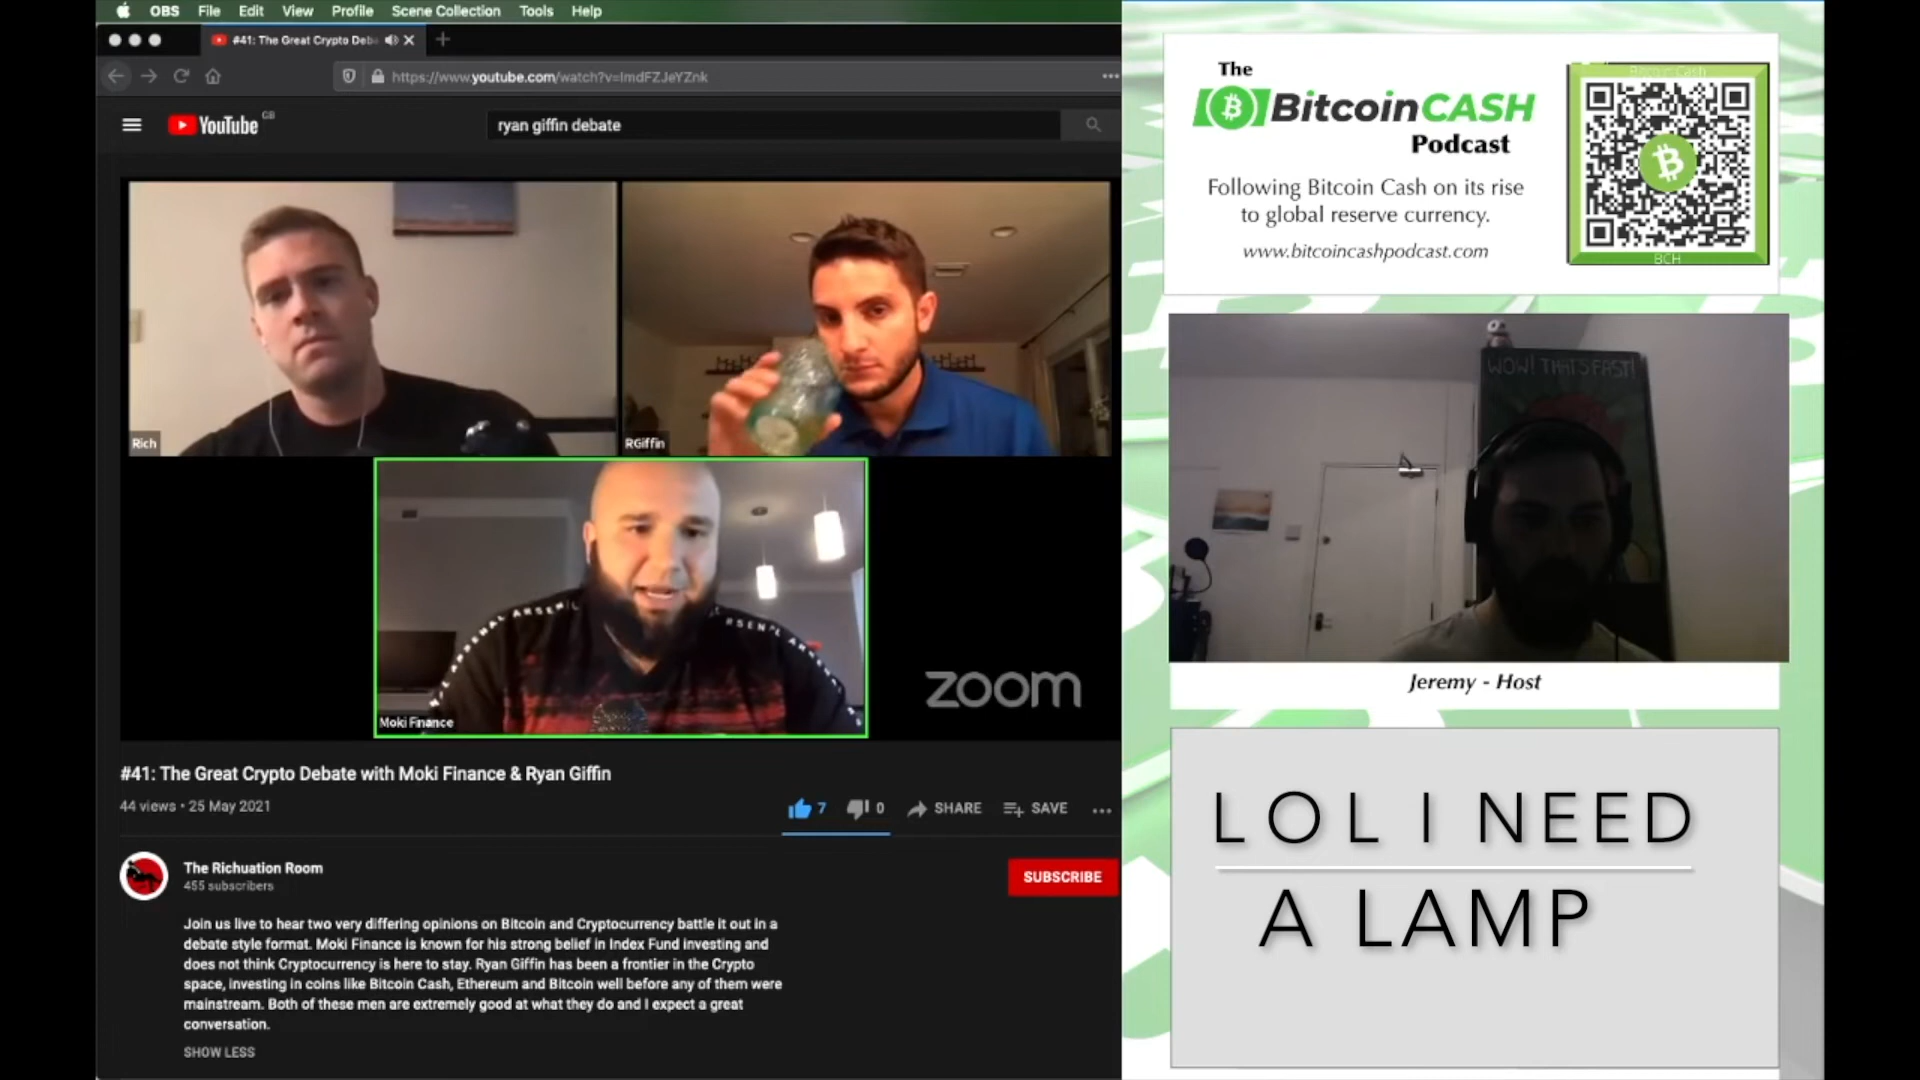 OBS File Edit View Profile Scene Collection Tools Help
#41: The Great Crypto Deb
https://www.youtube.com/watch?v=ImdFZJeYZnk
YouTube GB
ryan giffin debate
Rich
RGiffin
Moki Finance
zoom
#41: The Great Crypto Debate with Moki Finance & Ryan Giffin
44 views • 25 May 2021
7 0 SHARE SAVE
The Richuation Room
455 subscribers
SUBSCRIBE
Join us live to hear two very differing opinions on Bitcoin and Cryptocurrency battle it out in a
debate style format. Moki Finance is known for his strong belief in Index Fund investing and
does not think Cryptocurrency is here to stay. Ryan Giffin has been a frontier in the Crypto
space, investing in coins like Bitcoin Cash, Ethereum and Bitcoin well before any of them were
mainstream. Both of these men are extremely good at what they do and I expect a great
conversation.
SHOW LESS
The
BitcoinCASH
Podcast
Following Bitcoin Cash on its rise
to global reserve currency.
www.bitcoincashpodcast.com
Bitcoin Cash
BCH
WOW! THATS FAST!
Jeremy - Host
LOL I NEED
A LAMP